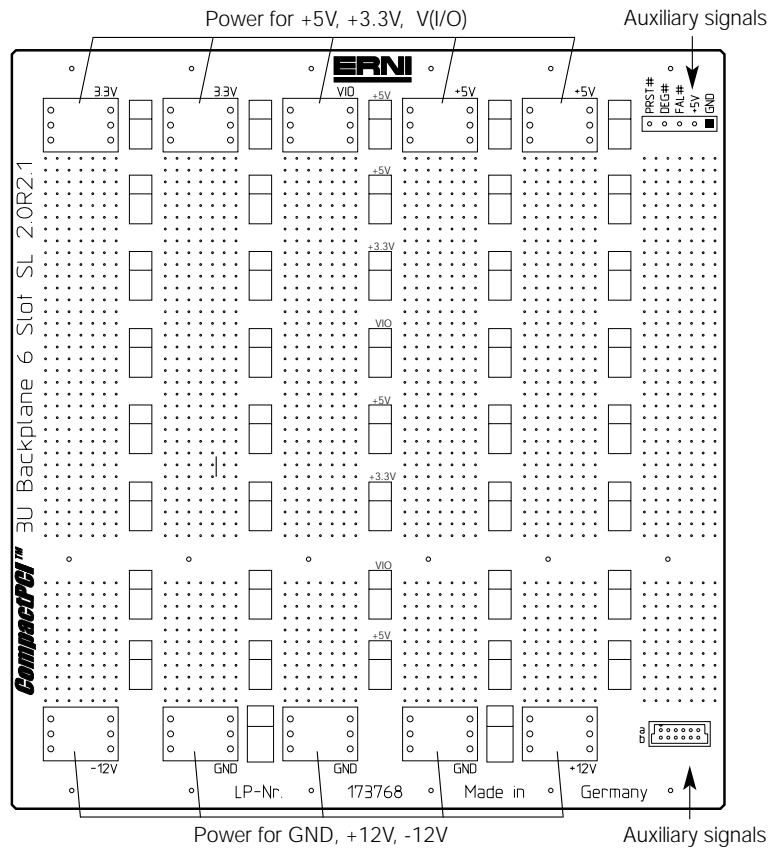 Power for +5V, +3.3V, V(I/O)
Auxiliary signals
ERNI
3.3V
3.3V
VIO
+5V
+5V
+5V
PRST#
DEG#
FAL#
+5V
GND
+5V
+3.3V
VIO
+5V
+3.3V
VIO
+5V
3U Backplane 6 Slot SL 2.0R2.1
CompactPCI™
a
b
-12V
GND
GND
GND
+12V
LP-Nr. 173768 Made in Germany
Power for GND, +12V, -12V
Auxiliary signals